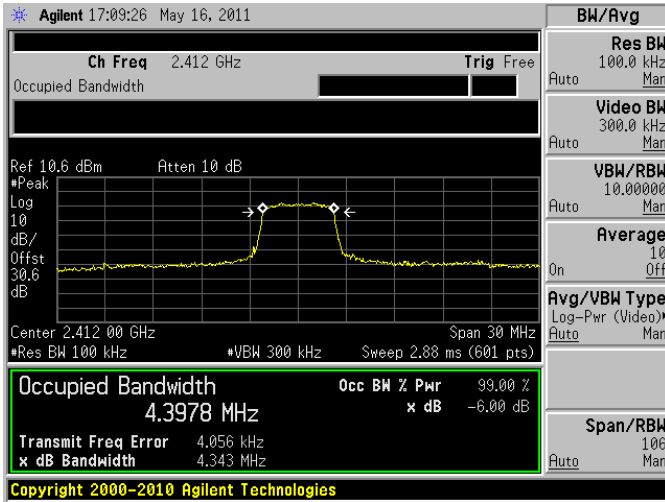 Agilent 17:09:26 May 16, 2011
BW/Avg
Ch Freq 2.412 GHz Trig Free
Occupied Bandwidth
Res BW
100.0 kHz
Auto Man
Video BW
300.0 kHz
Auto Man
VBW/RBW
10.00000
Auto Man
Average
10
On Off
Avg/VBW Type
Log-Pwr (Video)
Auto Man
Span/RBW
106
Auto Man
Ref 10.6 dBm Atten 10 dB
#Peak
Log
10
dB/
Offst
30.6
dB
Center 2.412 00 GHz Span 30 MHz
#Res BW 100 kHz #VBW 300 kHz Sweep 2.88 ms (601 pts)
Occupied Bandwidth Occ BW % Pwr 99.00 %
4.3978 MHz x dB -6.00 dB
Transmit Freq Error 4.056 kHz
x dB Bandwidth 4.343 MHz
Copyright 2000-2010 Agilent Technologies